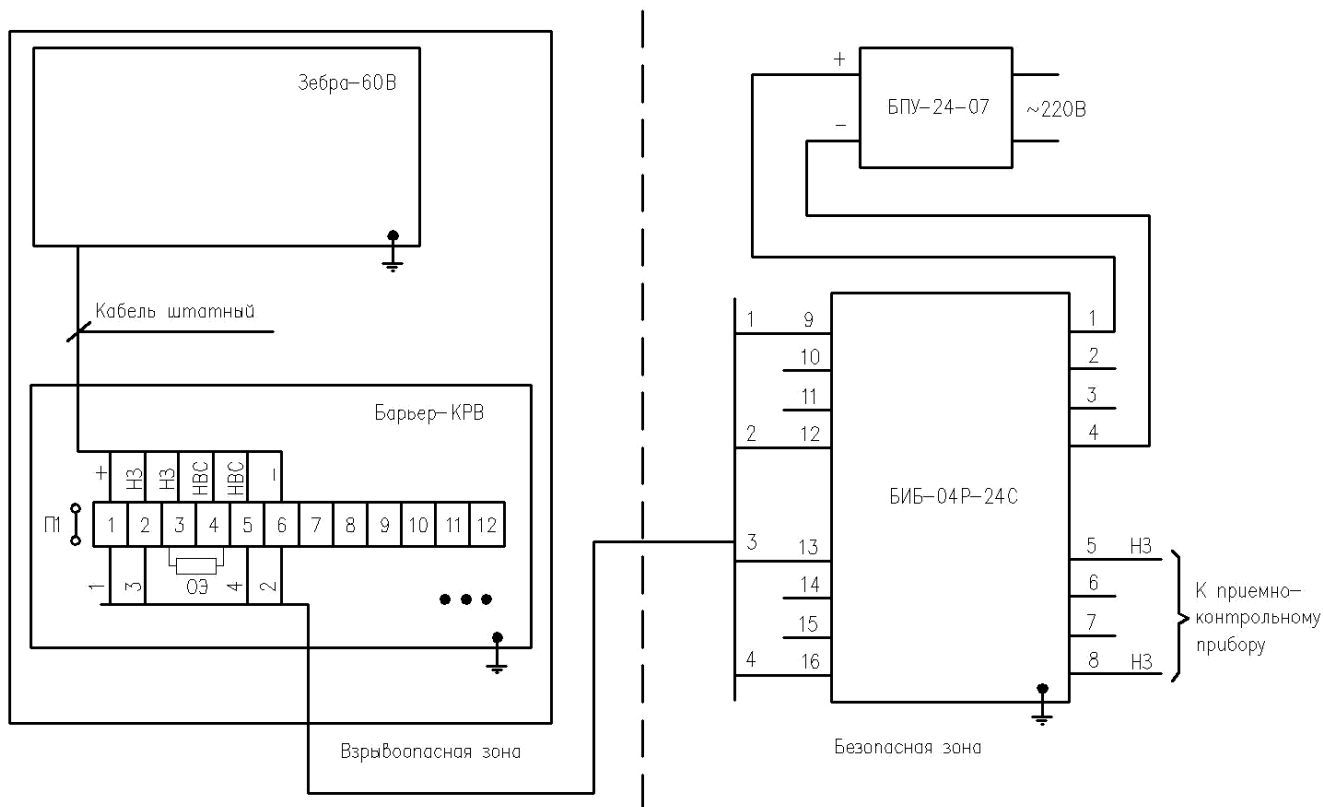 Зебра-60В
Кабель штатный
Барьер-КРВ
+ НЗ НЗ НВС НВС -
П1
1 2 3 4 5 6 7 8 9 10 11 12
1 3 ОЭ 4 2
Взрывоопасная зона
+
-
БПУ-24-07
~220В
1 9
10
11
2 12
3 13
14
15
4 16
БИБ-04Р-24С
1
2
3
4
5 НЗ
6
7
8 НЗ
К приемно-
контрольному
прибору
Безопасная зона